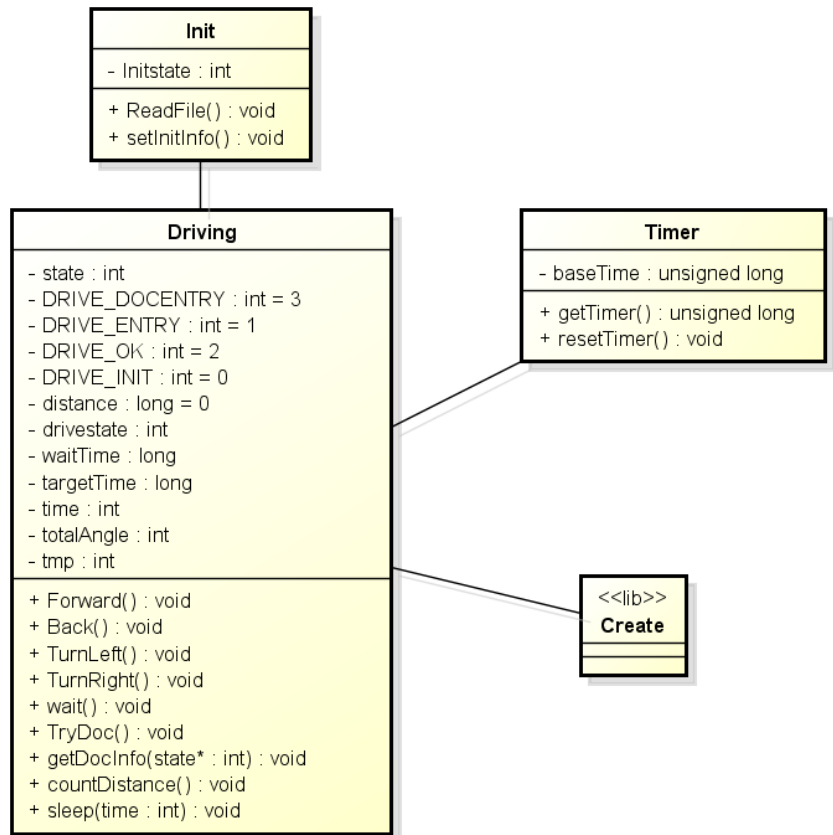 Init
- Initstate : int
+ ReadFile() : void
+ setInitInfo() : void
Driving
- state : int
- DRIVE_DOCENTRY : int = 3
- DRIVE_ENTRY : int = 1
- DRIVE_OK : int = 2
- DRIVE_INIT : int = 0
- distance : long = 0
- drivestate : int
- waitTime : long
- targetTime : long
- time : int
- totalAngle : int
- tmp : int
+ Forward() : void
+ Back() : void
+ TurnLeft() : void
+ TurnRight() : void
+ wait() : void
+ TryDoc() : void
+ getDocInfo(state* : int) : void
+ countDistance() : void
+ sleep(time : int) : void
Timer
- baseTime : unsigned long
+ getTimer() : unsigned long
+ resetTimer() : void
<<lib>>
Create